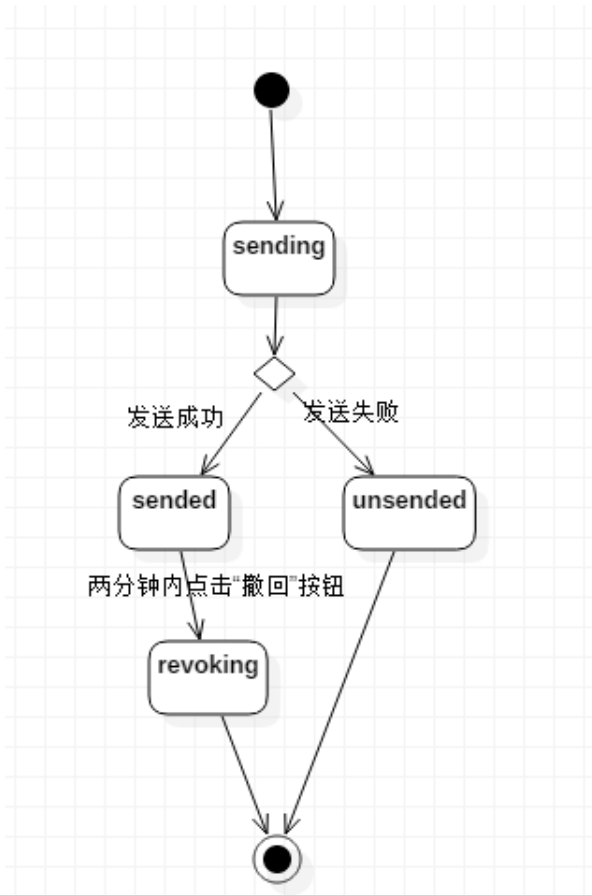 sending
发送成功
发送失败
sended
unsended
两分钟内点击“撤回”按钮
revoking